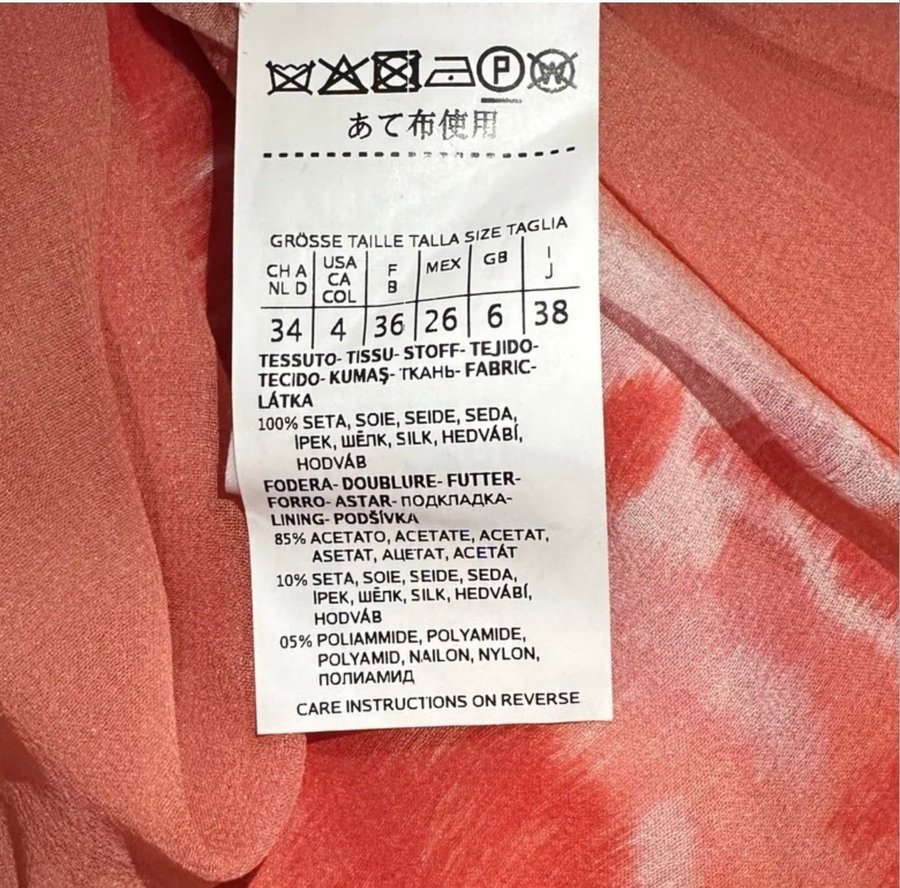 P W
あて布使用
GRÖSSE TAILLE TALLA SIZE TAGLIA
CH A NL D USA CA COL F B MEX GB I J
34 4 36 26 6 38
TESSUTO- TISSU- STOFF- TEJIDO-
TECIDO- KUMAŞ- ТКАНЬ- FABRIC-
LÁTKA
100% SETA, SOIE, SEIDE, SEDA,
İPEK, ШЁЛК, SILK, HEDVÁBÍ,
HODVÁB
FODERA- DOUBLURE- FUTTER-
FORRO- ASTAR- ПОДКЛАДКА-
LINING- PODŠÍVKA
85% ACETATO, ACETATE, ACETAT,
ASETAT, АЦЕТАТ, ACETÁT
10% SETA, SOIE, SEIDE, SEDA,
İPEK, ШЁЛК, SILK, HEDVÁBÍ,
HODVÁB
05% POLIAMMIDE, POLYAMIDE,
POLYAMID, NAILON, NYLON,
ПОЛИАМИД
CARE INSTRUCTIONS ON REVERSE